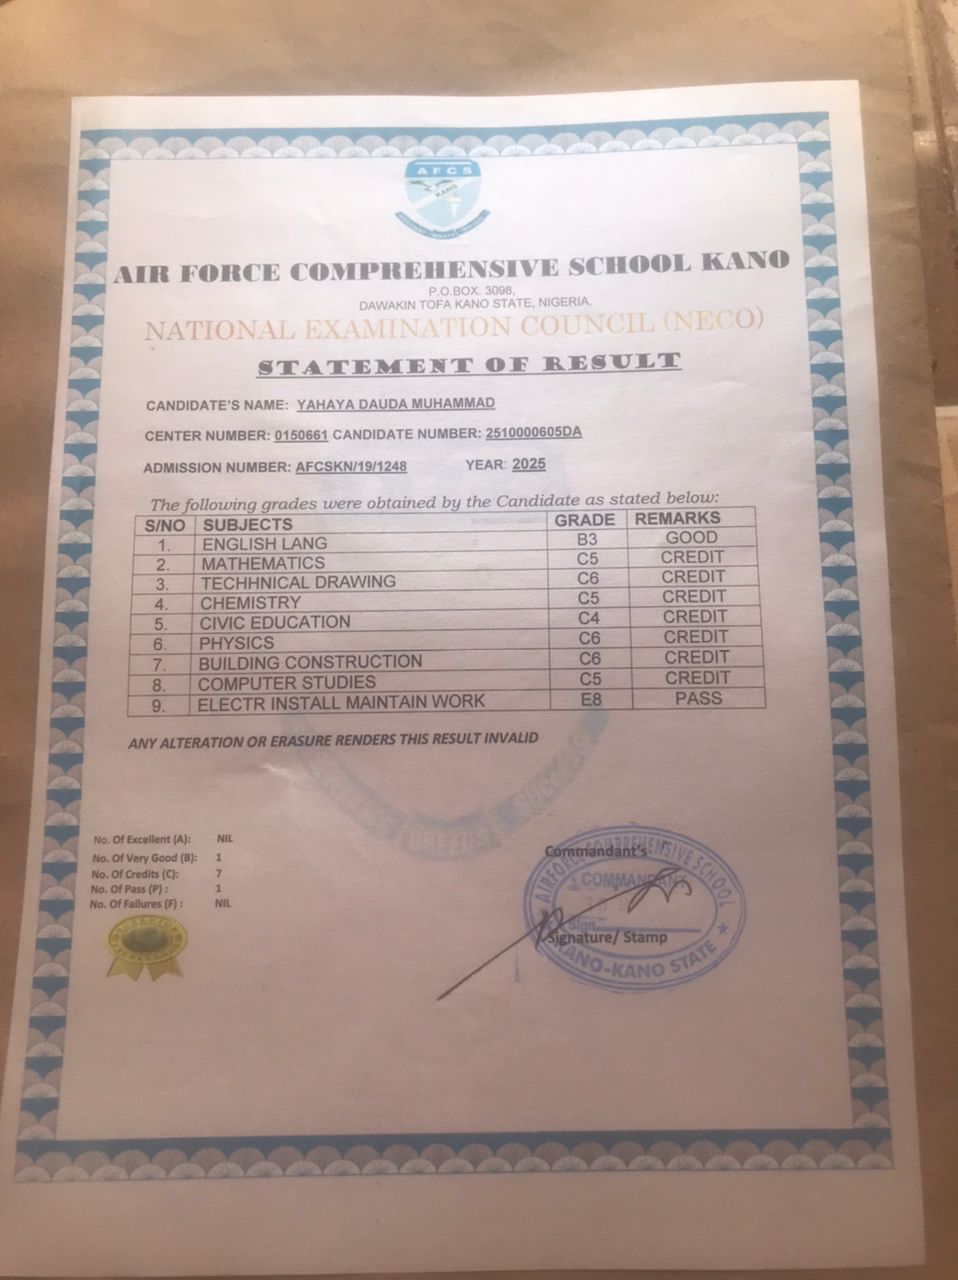 AFCS
KANO
AIR FORCE COMPREHENSIVE SCHOOL KANO
P.O.BOX. 3098,
DAWAKIN TOFA KANO STATE, NIGERIA.
NATIONAL EXAMINATION COUNCIL (NECO)
STATEMENT OF RESULT
CANDIDATE'S NAME: YAHAYA DAUDA MUHAMMAD
CENTER NUMBER: 0150661 CANDIDATE NUMBER: 2510000605DA
ADMISSION NUMBER: AFCSKN/19/1248 YEAR: 2025
The following grades were obtained by the Candidate as stated below:
S/NO SUBJECTS GRADE REMARKS
1. ENGLISH LANG B3 GOOD
2. MATHEMATICS C5 CREDIT
3. TECHHNICAL DRAWING C6 CREDIT
4. CHEMISTRY C5 CREDIT
5. CIVIC EDUCATION C4 CREDIT
6. PHYSICS C6 CREDIT
7. BUILDING CONSTRUCTION C6 CREDIT
8. COMPUTER STUDIES C5 CREDIT
9. ELECTR INSTALL MAINTAIN WORK E8 PASS
ANY ALTERATION OR ERASURE RENDERS THIS RESULT INVALID
BREEDS SUCCESS
No. Of Excellent (A): NIL
No. Of Very Good (B): 1
No. Of Credits (C): 7
No. Of Pass (P) : 1
No. Of Failures (F) : NIL
Commandant's
Signature/ Stamp
AIRFORCE COMPREHENSIVE SCHOOL
COMMANDANT
Sign
KANO-KANO STATE